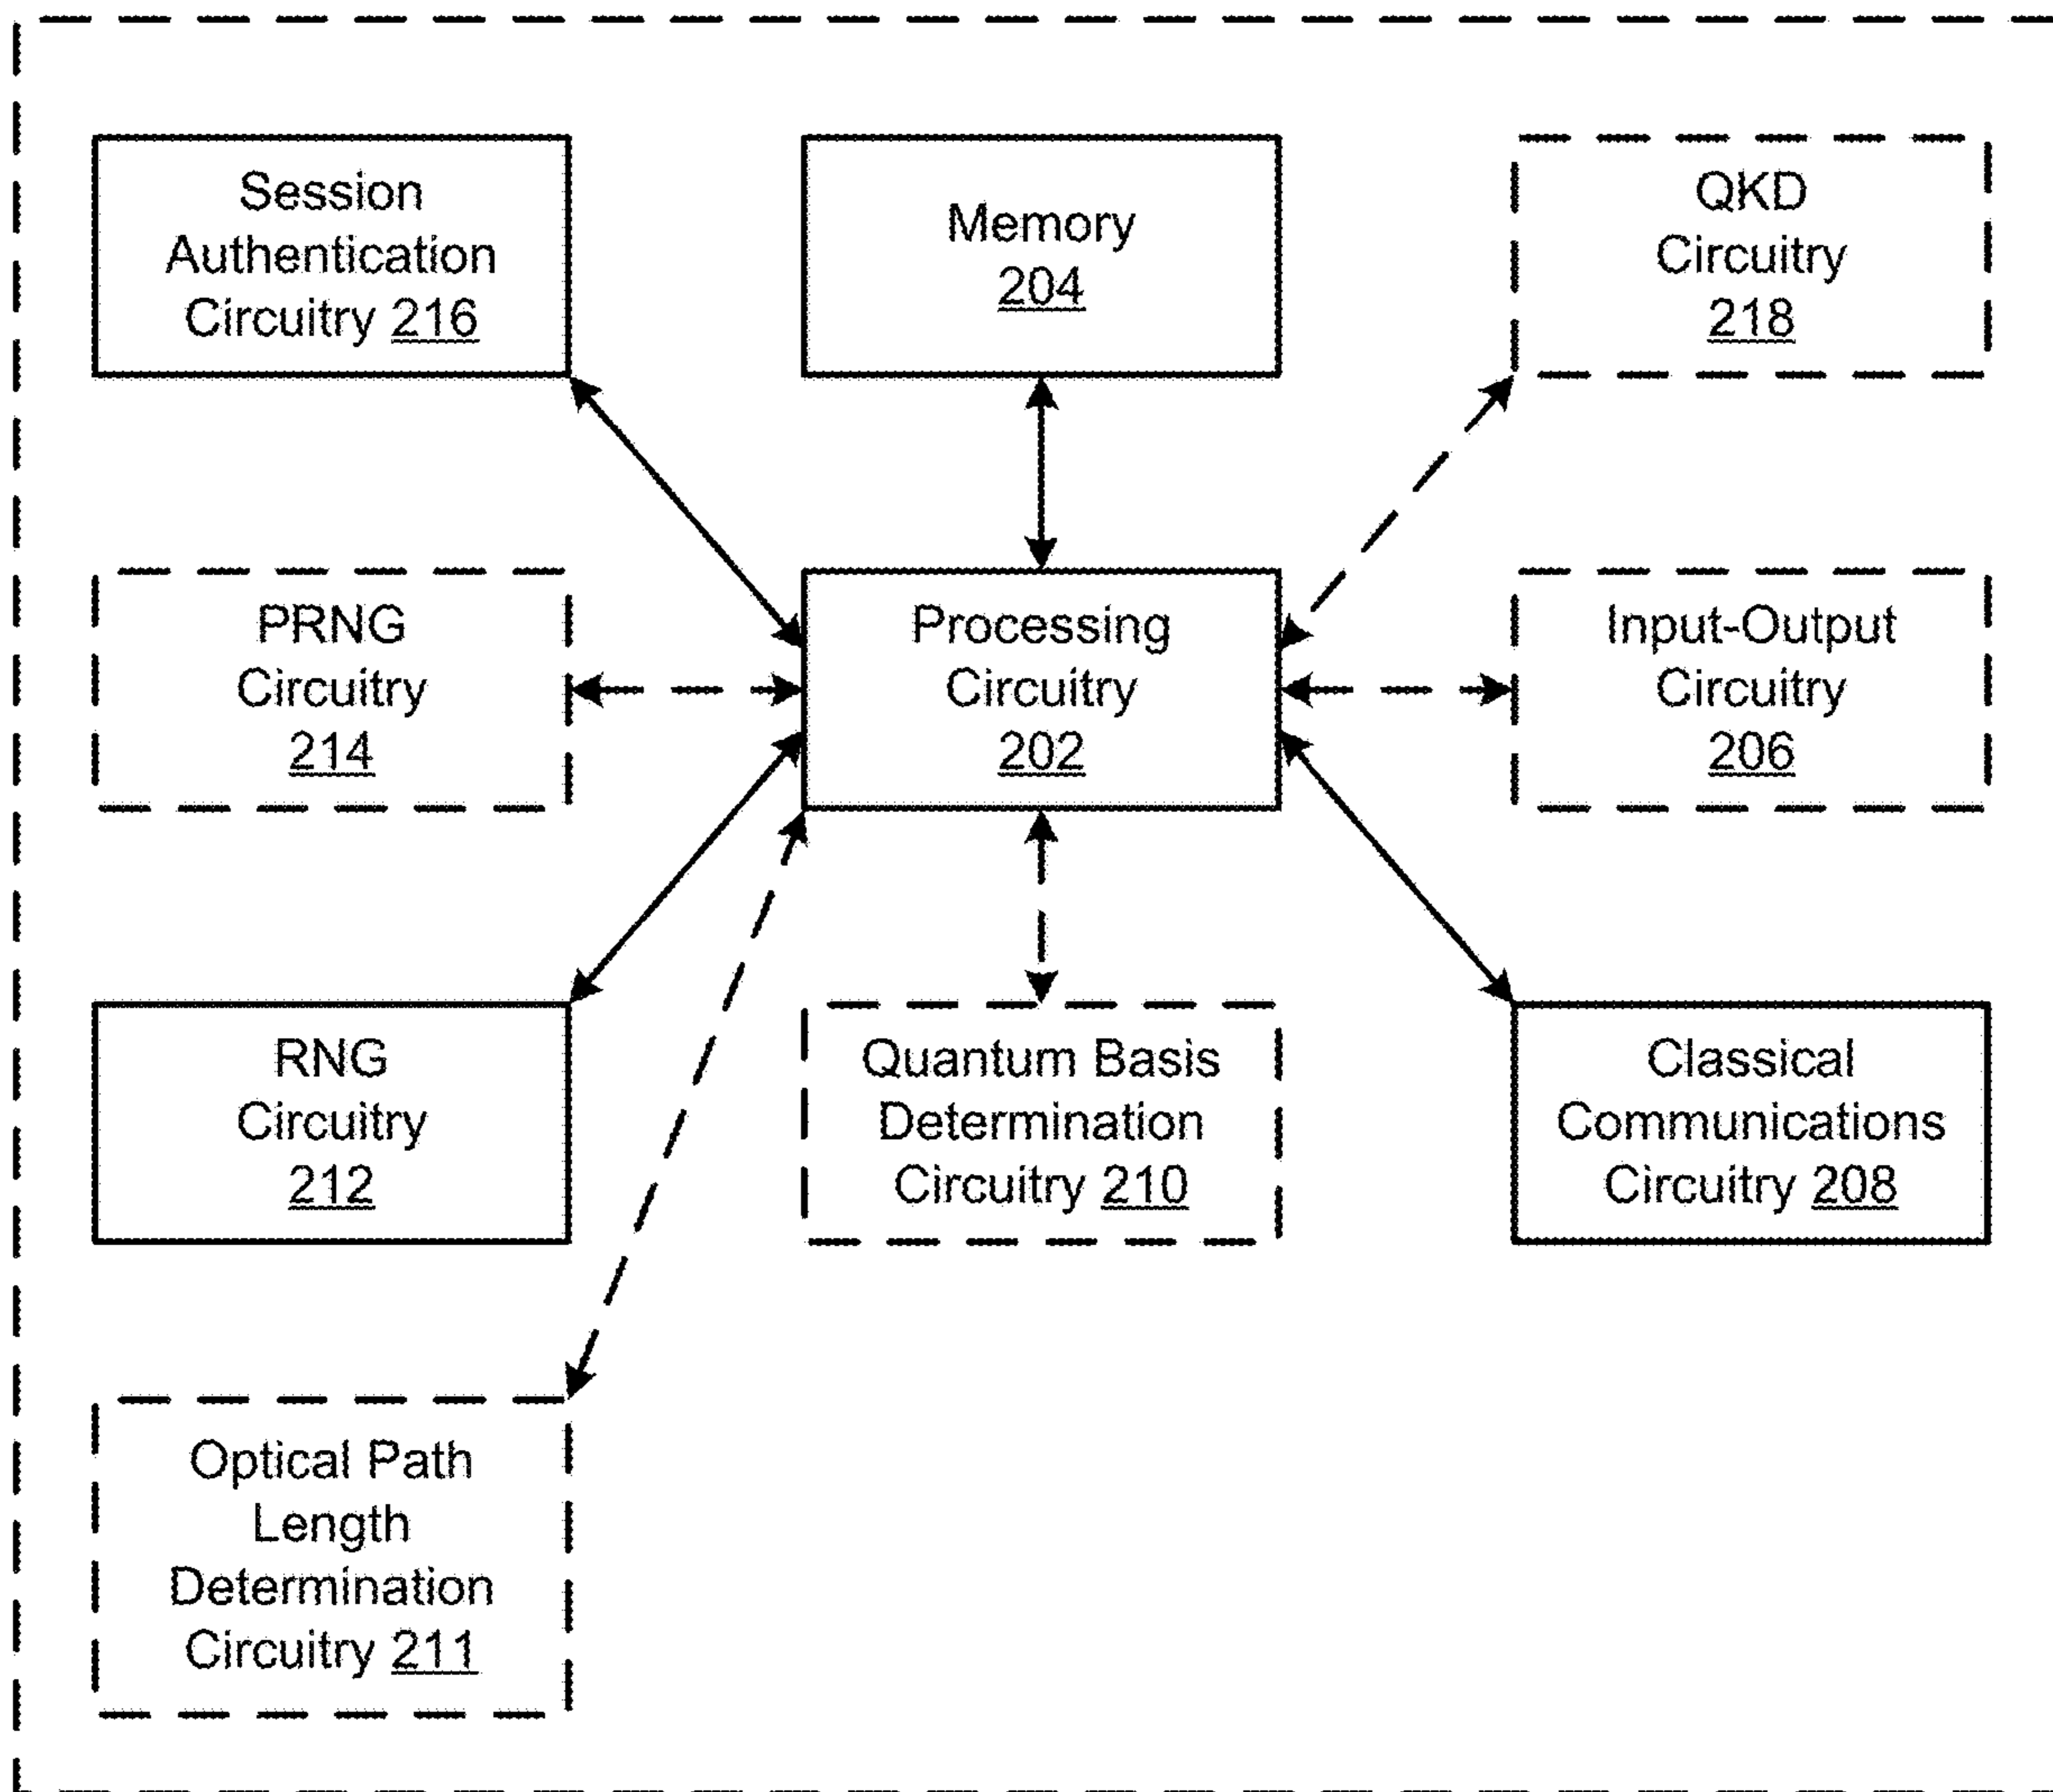 Session
Authentication
Circuitry 216
Memory
204
QKD
Circuitry
218
PRNG
Circuitry
214
Processing
Circuitry
202
Input-Output
Circuitry
206
RNG
Circuitry
212
Quantum Basis
Determination
Circuitry 210
Classical
Communications
Circuitry 208
Optical Path
Length
Determination
Circuitry 211